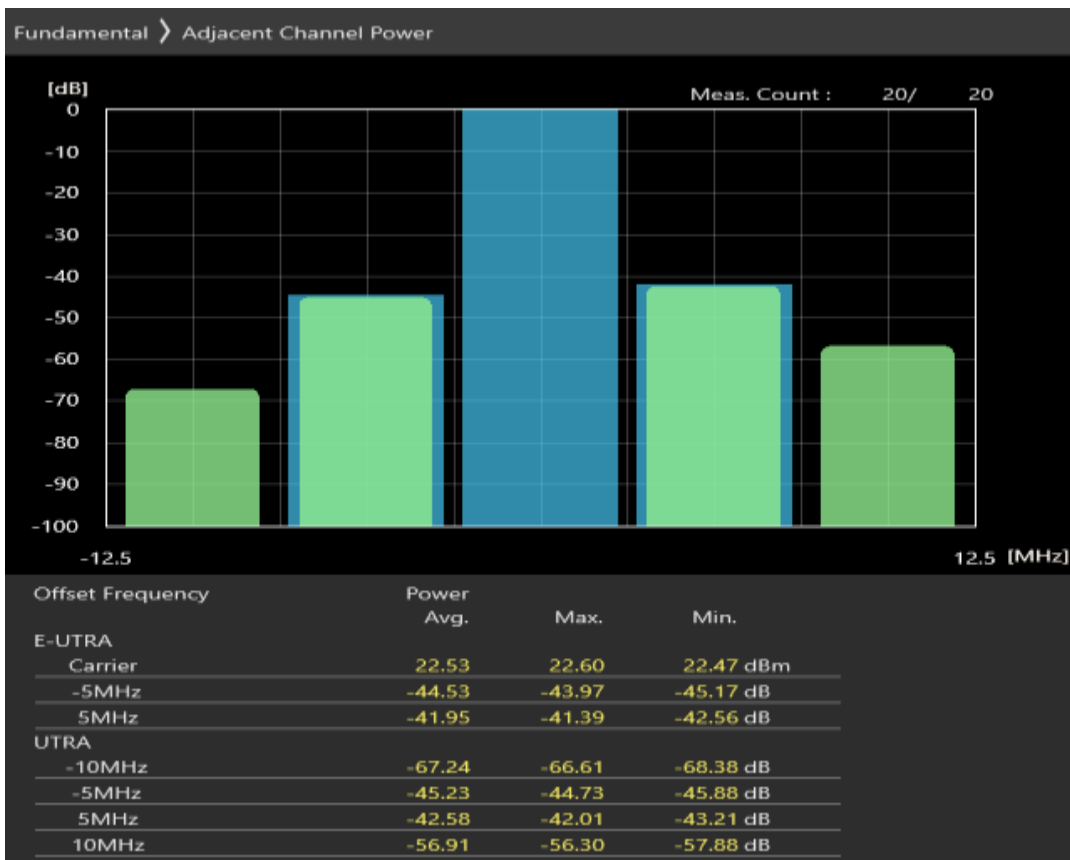 Fundamental ❯ Adjacent Channel Power
[dB]
Meas. Count : 20/ 20
0
-10
-20
-30
-40
-50
-60
-70
-80
-90
-100
-12.5 12.5 [MHz]
Offset Frequency Power
Avg. Max. Min.
E-UTRA
Carrier 22.53 22.60 22.47 dBm
-5MHz -44.53 -43.97 -45.17 dB
5MHz -41.95 -41.39 -42.56 dB
UTRA
-10MHz -67.24 -66.61 -68.38 dB
-5MHz -45.23 -44.73 -45.88 dB
5MHz -42.58 -42.01 -43.21 dB
10MHz -56.91 -56.30 -57.88 dB